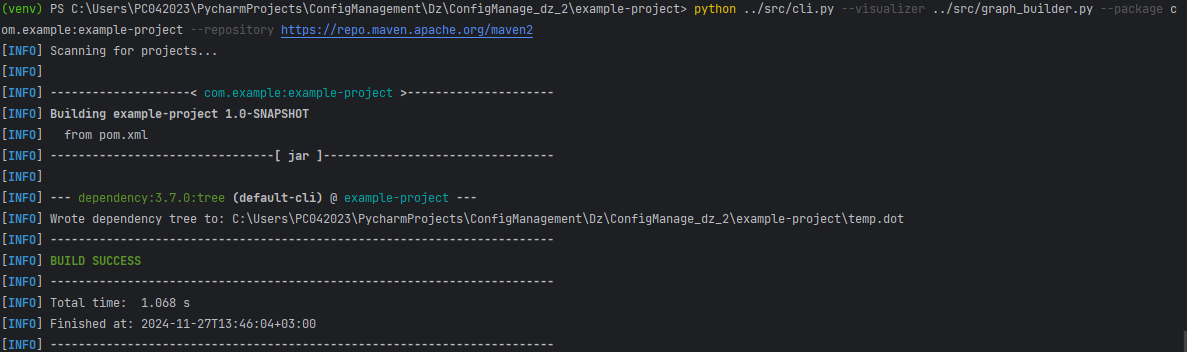 (venv) PS C:\Users\PC042023\PycharmProjects\ConfigManagement\Dz\ConfigManage_dz_2\example-project> python ../src/cli.py --visualizer ../src/graph_builder.py --package c
om.example:example-project --repository https://repo.maven.apache.org/maven2
[INFO] Scanning for projects...
[INFO]
[INFO] --------------------< com.example:example-project >---------------------
[INFO] Building example-project 1.0-SNAPSHOT
[INFO]   from pom.xml
[INFO] --------------------------------[ jar ]---------------------------------
[INFO]
[INFO] --- dependency:3.7.0:tree (default-cli) @ example-project ---
[INFO] Wrote dependency tree to: C:\Users\PC042023\PycharmProjects\ConfigManagement\Dz\ConfigManage_dz_2\example-project\temp.dot
[INFO] ------------------------------------------------------------------------
[INFO] BUILD SUCCESS
[INFO] ------------------------------------------------------------------------
[INFO] Total time:  1.068 s
[INFO] Finished at: 2024-11-27T13:46:04+03:00
[INFO] ------------------------------------------------------------------------